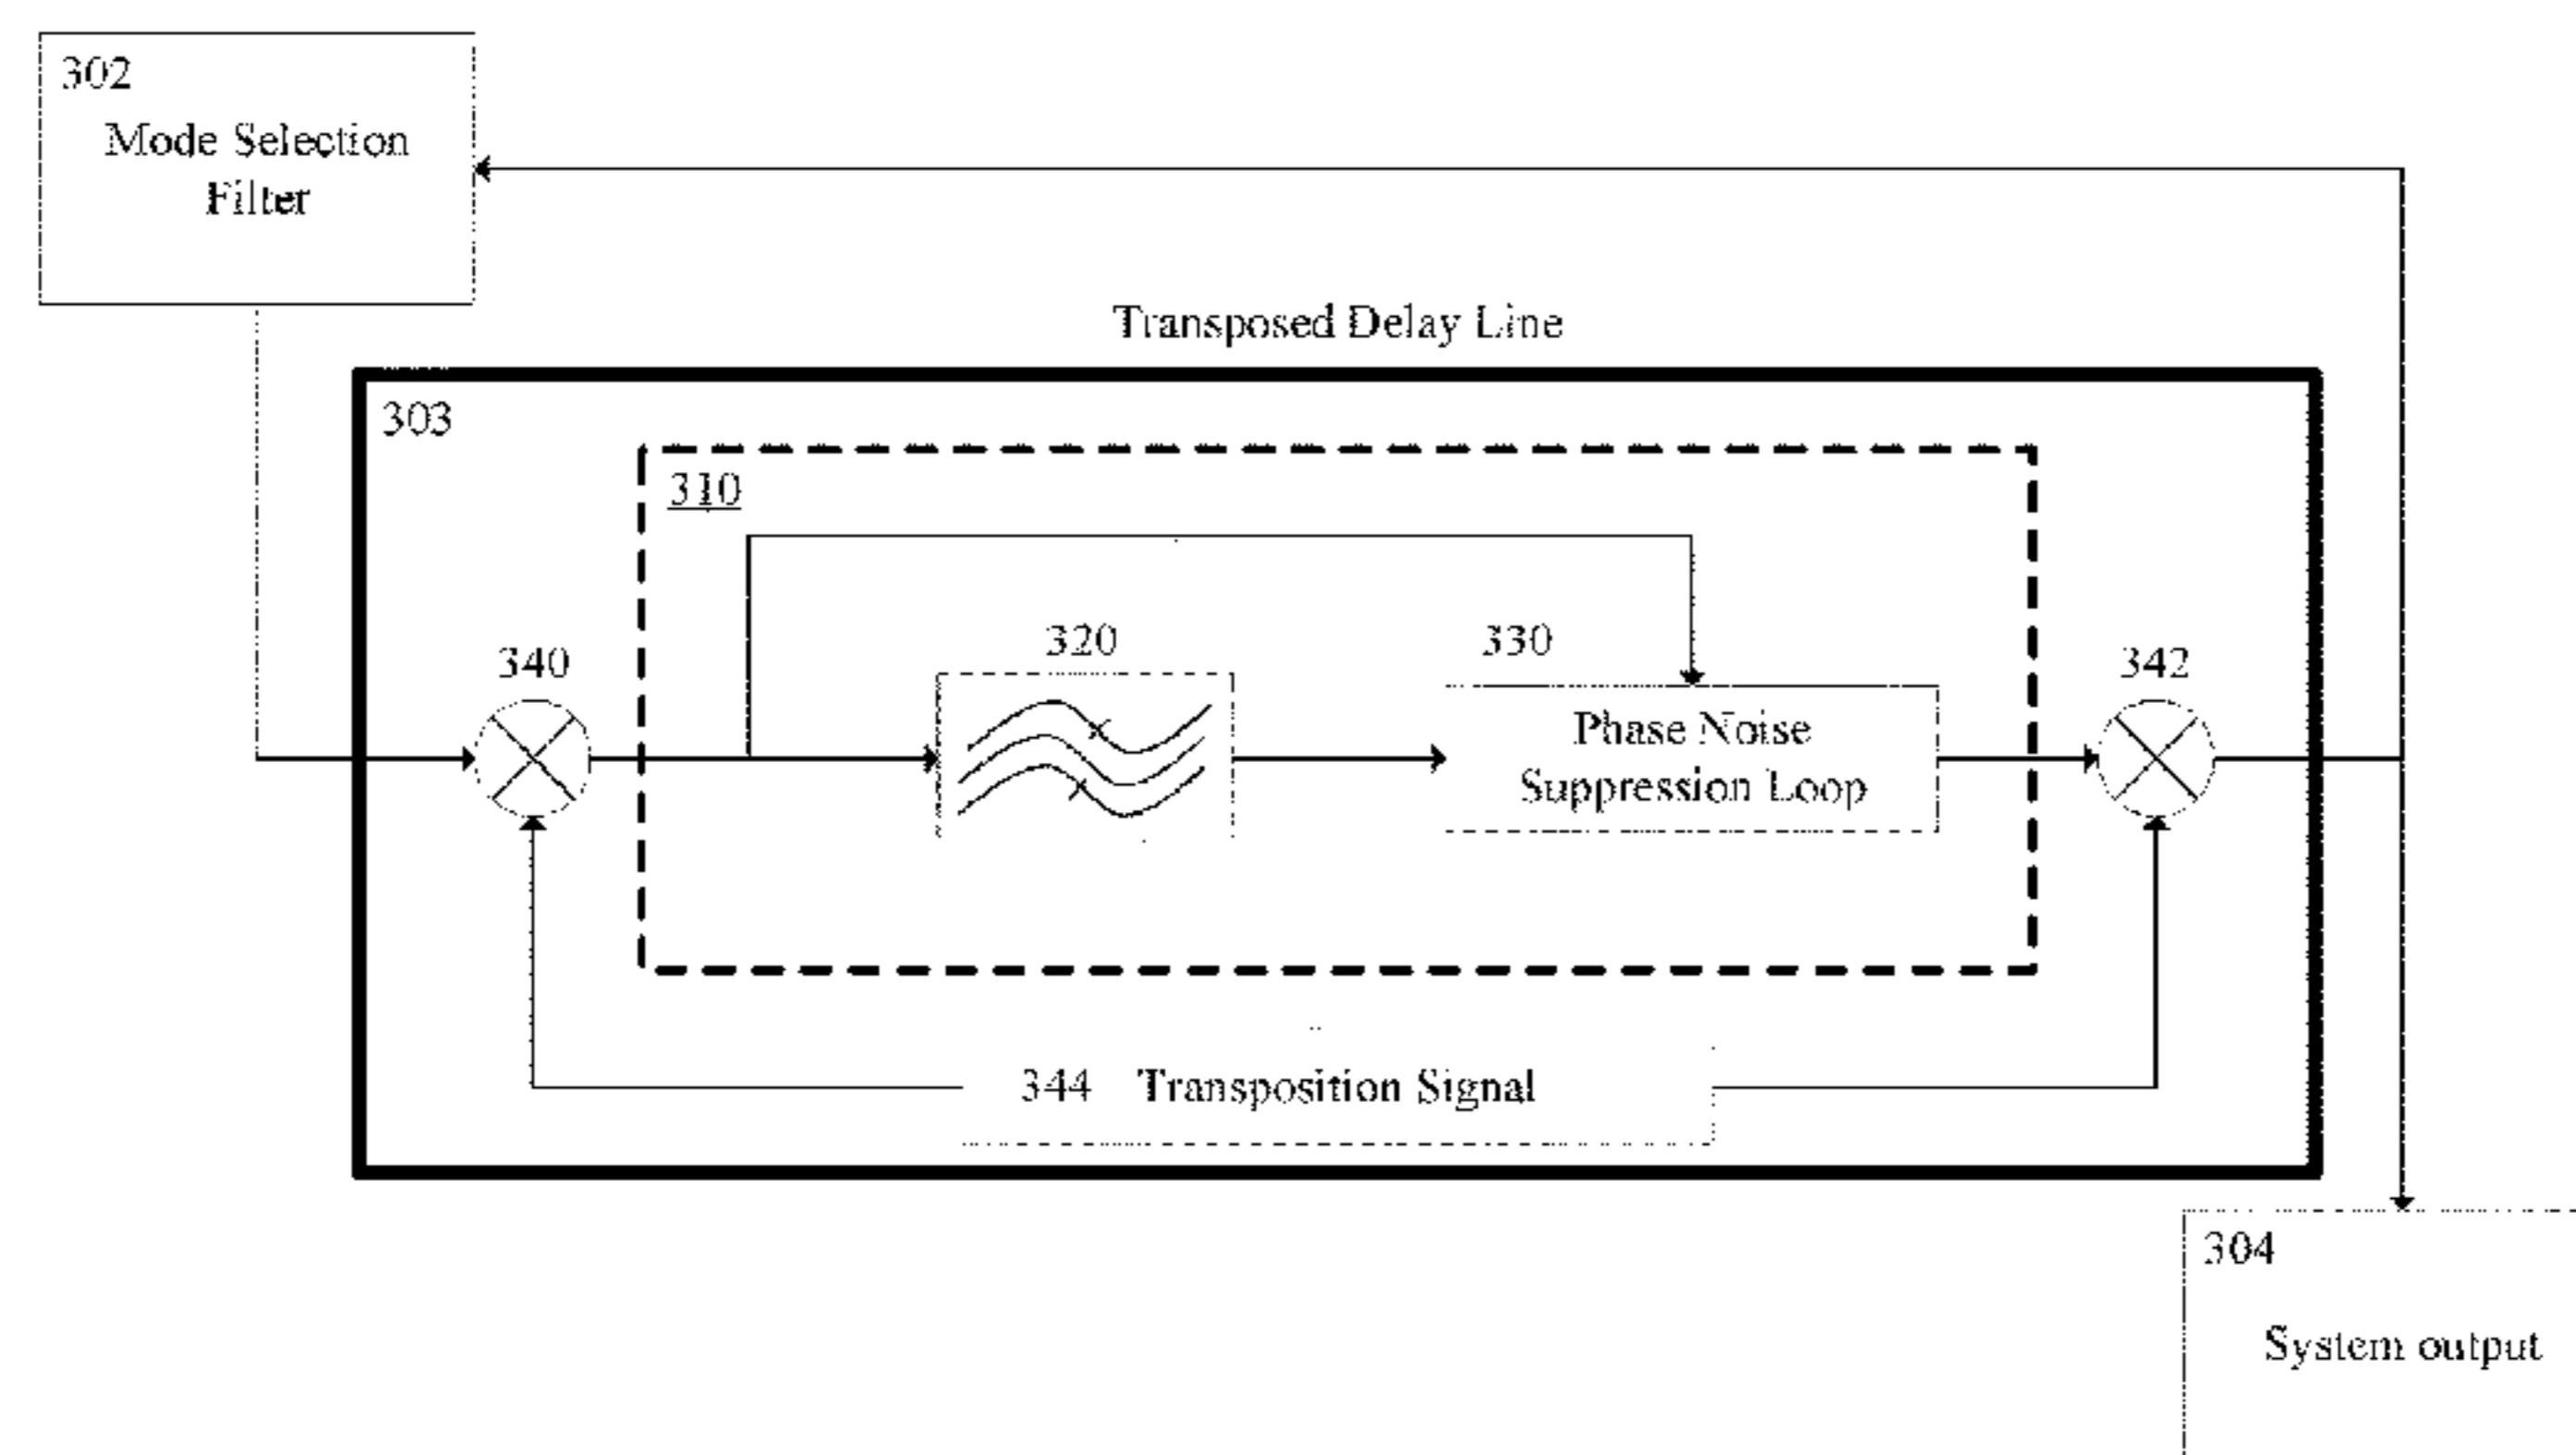 302
Mode Selection
Filter
Transposed Delay Line
303
310
320
330
340
342
Phase Noise
Suppression Loop
344 Transposition Signal
304
System output